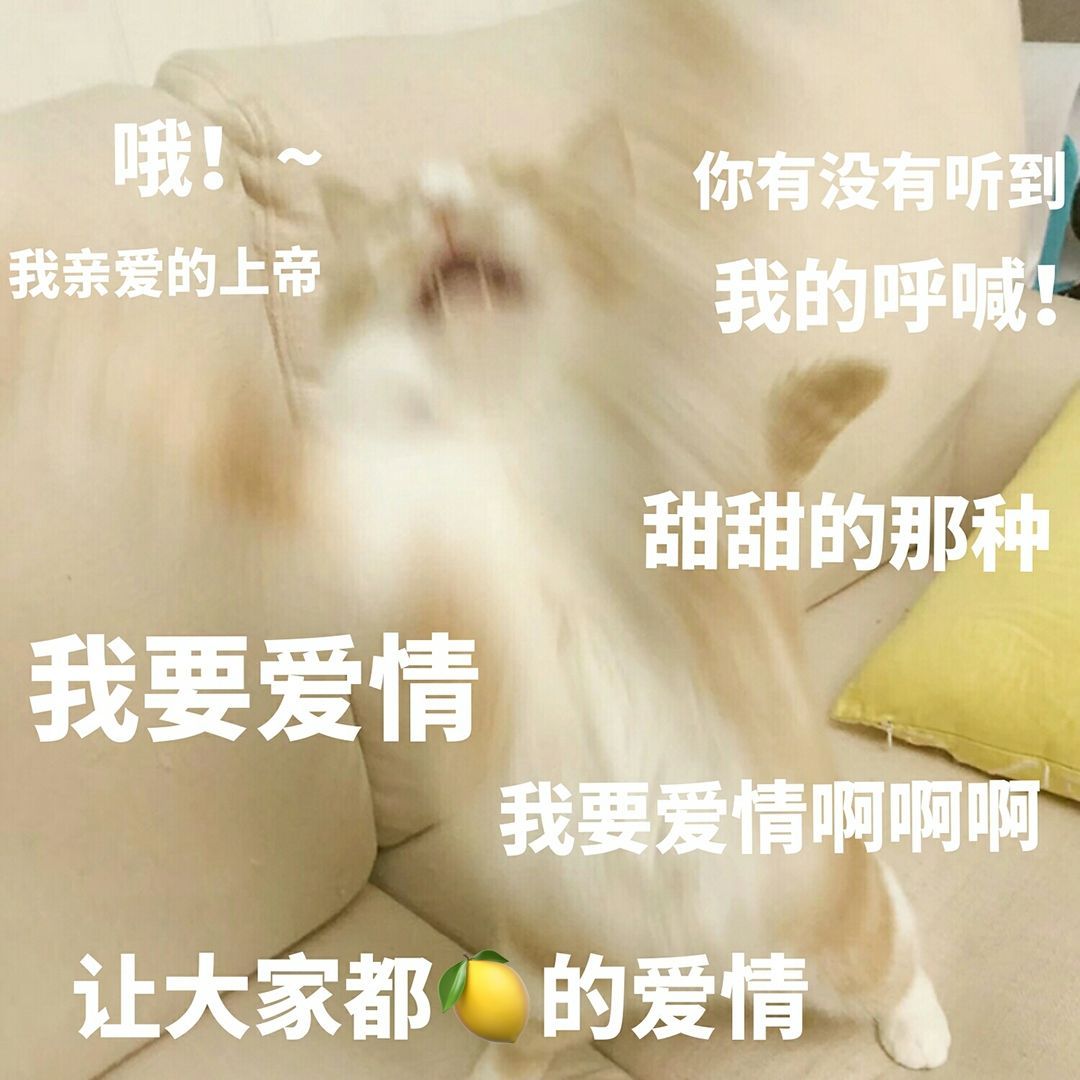 哦！~
我亲爱的上帝
你有没有听到
我的呼喊！
甜甜的那种
我要爱情
我要爱情啊啊啊
让大家都🍋的爱情